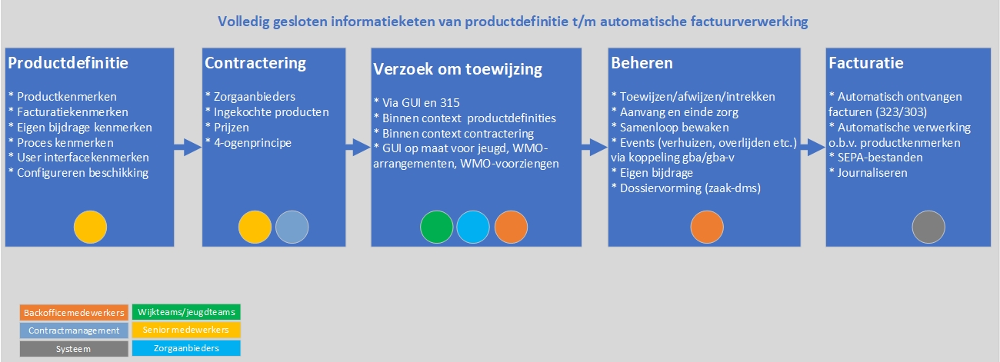 Volledig gesloten informatieketen van productdefinitie t/m automatische factuurverwerking
Productdefinitie
* Productkenmerken
* Facturatiekenmerken
* Eigen bijdrage kenmerken
* Proces kenmerken
* User interfacekenmerken
* Configureren beschikking
Contractering
* Zorgaanbieders
* Ingekochte producten
* Prijzen
* 4-ogenprincipe
Verzoek om toewijzing
* Via GUI en 315
* Binnen context productdefinities
* Binnen context contractering
* GUI op maat voor jeugd, WMO-
arrangementen, WMO-voorziengen
Beheren
* Toewijzen/afwijzen/intrekken
* Aanvang en einde zorg
* Samenloop bewaken
* Events (verhuizen, overlijden etc.)
via koppeling gba/gba-v
* Eigen bijdrage
* Dossiervorming (zaak-dms)
Facturatie
* Automatisch ontvangen
facturen (323/303)
* Automatische verwerking
o.b.v. productkenmerken
* SEPA-bestanden
* Journaliseren
Backofficemedewerkers
Wijkteams/jeugdteams
Contractmanagement
Senior medewerkers
Systeem
Zorgaanbieders